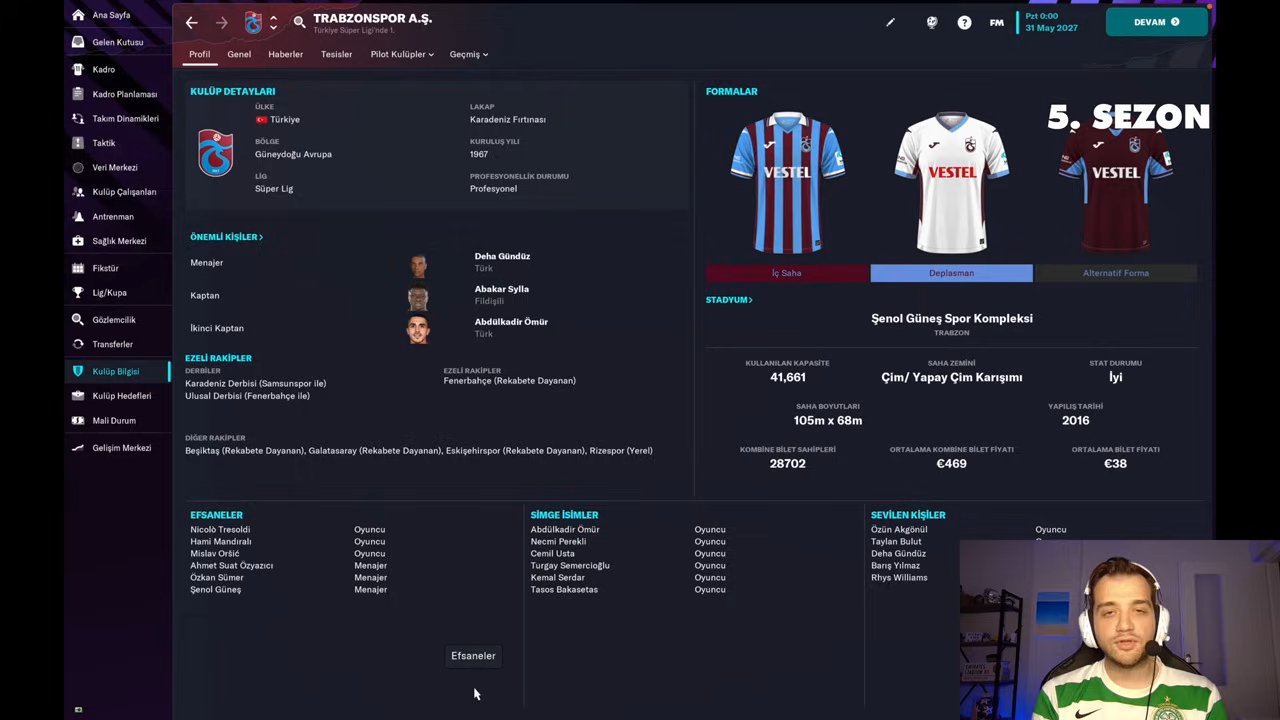 Ana Sayfa
Gelen Kutusu
Kadro
Kadro Planlaması
Takım Dinamikleri
Taktik
Veri Merkezi
Kulüp Çalışanları
Antrenman
Sağlık Merkezi
Fikstür
Lig/Kupa
Gözlemcilik
Transferler
Kulüp Bilgisi
Kulüp Hedefleri
Mali Durum
Gelişim Merkezi
TRABZONSPOR A.Ş.
Türkiye Süper Ligi'nde 1.
FM
Pzt 0:00
31 May 2027
DEVAM
Profil Genel Haberler Tesisler Pilot Kulüpler Geçmiş
KULÜP DETAYLARI
ÜLKE
Türkiye
BÖLGE
Güneydoğu Avrupa
LİG
Süper Lig
LAKAP
Karadeniz Fırtınası
KURULUŞ YILI
1967
PROFESYONELLİK DURUMU
Profesyonel
ÖNEMLİ KİŞİLER
Menajer
Deha Gündüz
Türk
Kaptan
Abakar Sylla
Fildişili
İkinci Kaptan
Abdülkadir Ömür
Türk
EZELİ RAKİPLER
DERBİLER
Karadeniz Derbisi (Samsunspor ile)
Ulusal Derbisi (Fenerbahçe ile)
EZELİ RAKİPLER
Fenerbahçe (Rekabete Dayanan)
DİĞER RAKİPLER
Beşiktaş (Rekabete Dayanan), Galatasaray (Rekabete Dayanan), Eskişehirspor (Rekabete Dayanan), Rizespor (Yerel)
FORMALAR
5. SEZON
VESTEL
VESTEL
VESTEL
İç Saha
Deplasman
Alternatif Forma
STADYUM
Şenol Güneş Spor Kompleksi
TRABZON
KULLANILAN KAPASİTE
41,661
SAHA ZEMİNİ
Çim/ Yapay Çim Karışımı
STAT DURUMU
İyi
SAHA BOYUTLARI
105m x 68m
YAPILIŞ TARİHİ
2016
KOMBİNE BİLET SAHİPLERİ
28702
ORTALAMA KOMBİNE BİLET FİYATI
€469
ORTALAMA BİLET FİYATI
€38
EFSANELER
Nicolò Tresoldi Oyuncu
Hami Mandıralı Oyuncu
Mislav Oršić Oyuncu
Ahmet Suat Özyazıcı Menajer
Özkan Sümer Menajer
Şenol Güneş Menajer
Efsaneler
SİMGE İSİMLER
Abdülkadir Ömür Oyuncu
Necmi Perekli Oyuncu
Cemil Usta Oyuncu
Turgay Semercioğlu Oyuncu
Kemal Serdar Oyuncu
Tasos Bakasetas Oyuncu
SEVİLEN KİŞİLER
Özün Akgönül Oyuncu
Taylan Bulut
Deha Gündüz
Barış Yılmaz
Rhys Williams